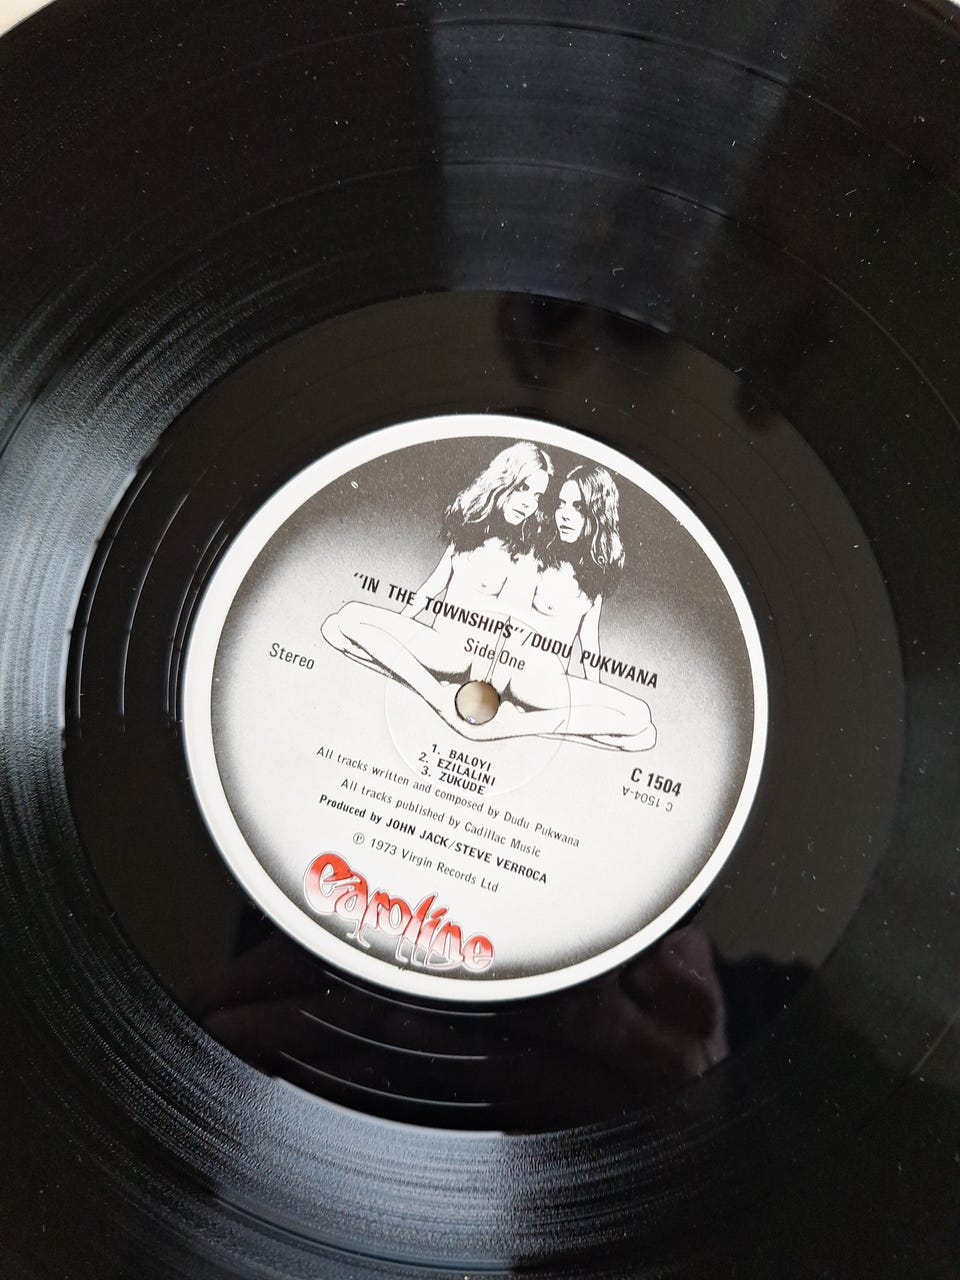 "IN THE TOWNSHIPS"/DUDU PUKWANA
Side One
Stereo
1. BALOYI
2. EZILALINI
3. ZUKUDE
C 1504
C 1504-A
All tracks written and composed by Dudu Pukwana
All tracks published by Cadillac Music
Produced by JOHN JACK/STEVE VERROCA
℗ 1973 Virgin Records Ltd
Caroline